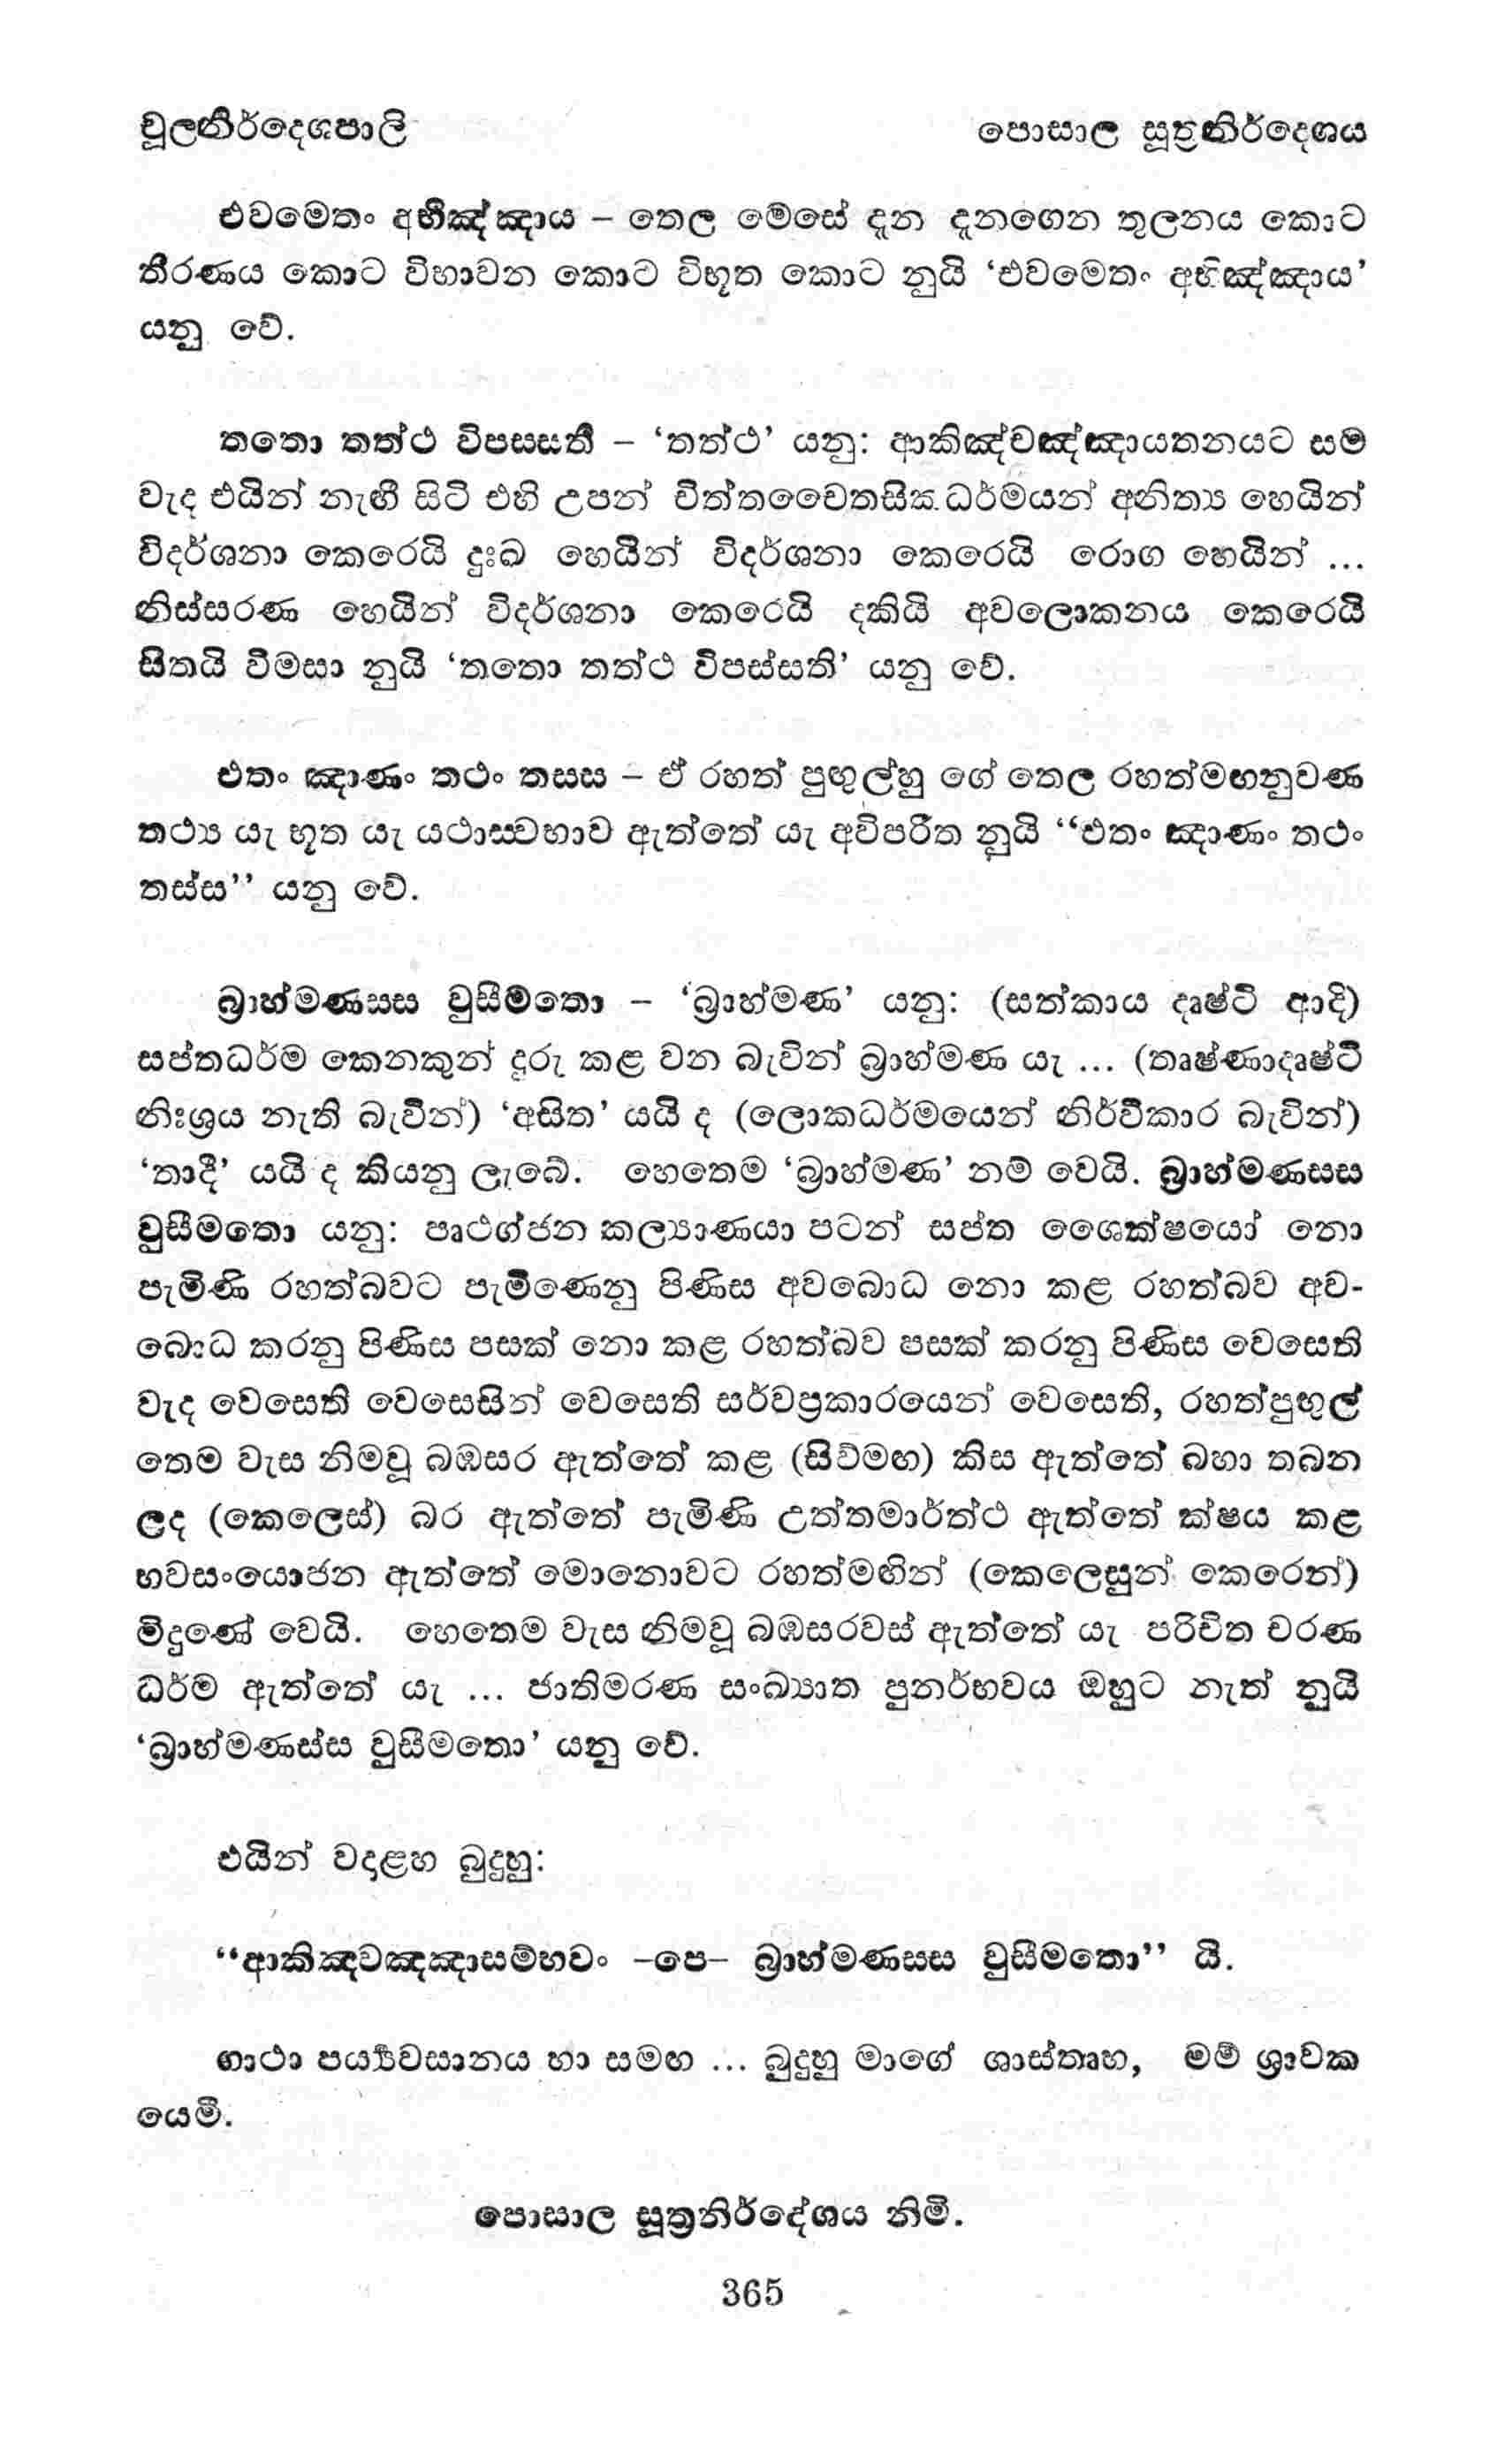 චූලනිර්දෙශපාලි
පොසාල සූත්‍රනිර්දෙශය
එවමෙතං අභිඤ්ඤාය – තෙල මෙසේ දැන දැනගෙන තුලනය කොට
තීරණය කොට විභාවන කොට විභූත කොට නුයි ‘එවමෙතං අභිඤ්ඤාය’
යනු වේ.
තතො තත්ථ විපස්සති – ‘තත්ථ’ යනු: ආකිඤ්චඤ්ඤායතනයට සම
වැද එයින් නැඟී සිටි එහි උපන් චිත්තචෛතසික ධර්මයන් අනිත්‍ය හෙයින්
විදර්ශනා කෙරෙයි දුඃඛ හෙයින් විදර්ශනා කෙරෙයි රොග හෙයින් ...
නිස්සරණ හෙයින් විදර්ශනා කෙරෙයි දකියි අවලොකනය කෙරෙයි
සිතයි විමසා නුයි ‘තතො තත්ථ විපස්සති’ යනු වේ.
එතං ඤාණං තථං තස්ස – ඒ රහත් පුඟුල්හු ගේ තෙල රහත්මඟනුවණ
තථ්‍ය යැ භූත යැ යථාස්වභාව ඇත්තේ යැ අවිපරීත නුයි “එතං ඤාණං තථං
තස්ස” යනු වේ.
බ්‍රාහ්මණස්ස වුසීමතො – ‘බ්‍රාහ්මණ’ යනු: (සත්කාය දෘෂ්ටි ආදි)
සප්තධර්ම කෙනකුන් දුරු කළ වන බැවින් බ්‍රාහ්මණ යැ ... (තෘෂ්ණාදෘෂ්ටි
නිඃශ්‍රය නැති බැවින්) ‘අසිත’ යයි ද (ලොකධර්මයෙන් නිර්විකාර බැවින්)
‘තාදී’ යයි ද කියනු ලැබේ. හෙතෙම ‘බ්‍රාහ්මණ’ නම් වෙයි. බ්‍රාහ්මණස්ස
වුසීමතො යනු: පෘථග්ජන කල්‍යාණයා පටන් සප්ත ශෛක්ෂයෝ නො
පැමිණි රහත්බවට පැමිණෙනු පිණිස අවබොධ නො කළ රහත්බව අව-
බොධ කරනු පිණිස පසක් නො කළ රහත්බව පසක් කරනු පිණිස වෙසෙති
වැද වෙසෙති වෙසෙසින් වෙසෙති සර්වප්‍රකාරයෙන් වෙසෙති, රහත්පුඟුල්
තෙම වැස නිමවූ බඹසර ඇත්තේ කළ (සිව්මඟ) කිස ඇත්තේ බහා තබන
ලද (කෙලෙස්) බර ඇත්තේ පැමිණි උත්තමාර්ත්ථ ඇත්තේ ක්ෂය කළ
භවසංයොජන ඇත්තේ මොනොවට රහත්මඟින් (කෙලෙසුන් කෙරෙන්)
මිදුණේ වෙයි. හෙතෙම වැස නිමවූ බඹසරවස් ඇත්තේ යැ පරිචිත චරණ
ධර්ම ඇත්තේ යැ ... ජාතිමරණ සංඛ්‍යාත පුනර්භවය ඔහුට නැත් නුයි
‘බ්‍රාහ්මණස්ස වුසීමතො’ යනු වේ.
එයින් වදාළහ බුදුහු:
“ආකිඤ්චඤ්ඤාසම්භවං –පෙ– බ්‍රාහ්මණස්ස වුසීමතො” යි.
ගාථා පර්‍ය්‍යවසානය හා සමඟ ... බුදුහු මාගේ ශාස්තෘහ, මම් ශ්‍රාවක
යෙමි.
පොසාල සූත්‍රනිර්දේශය නිමි.
365